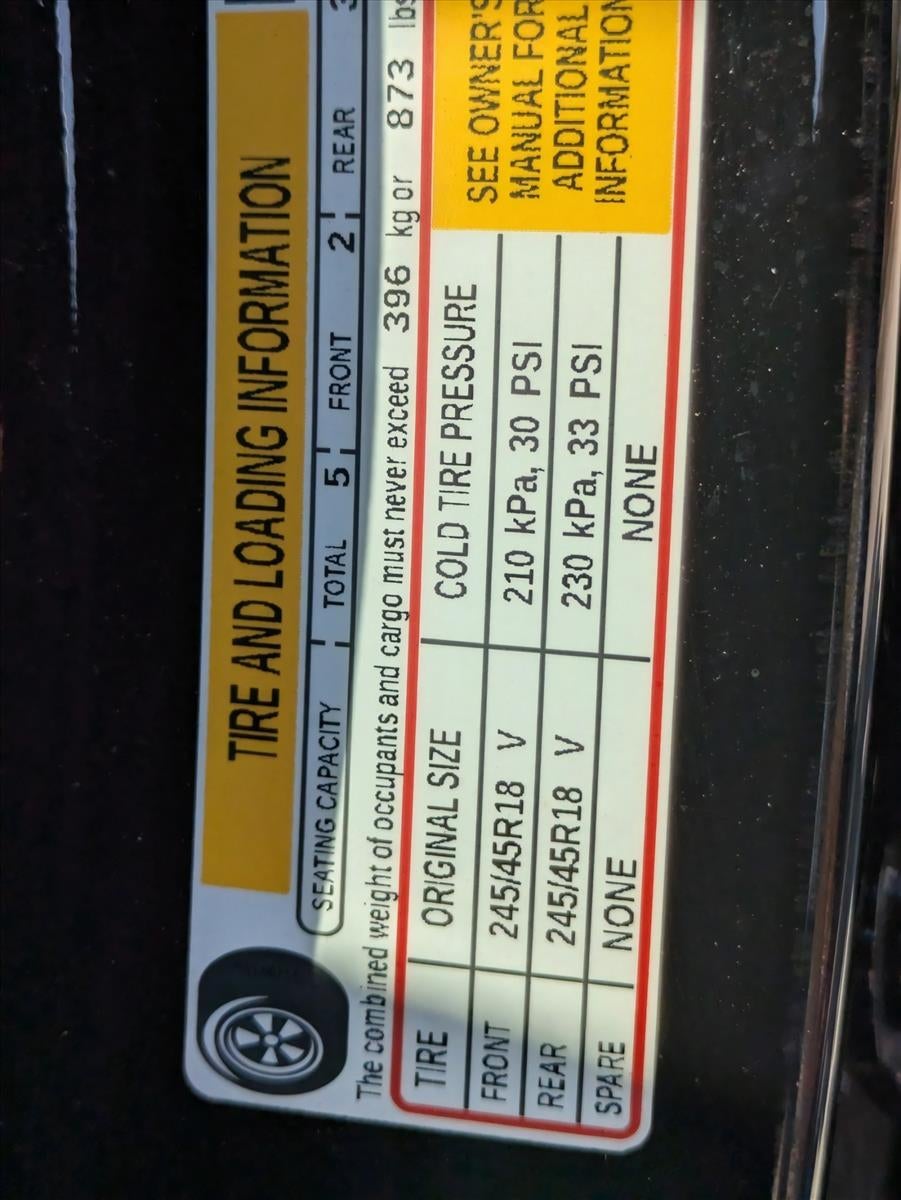 TIRE AND LOADING INFORMATION
SEATING CAPACITY TOTAL 5 FRONT 2 REAR 3
The combined weight of occupants and cargo must never exceed 396 kg or 873 lbs
TIRE ORIGINAL SIZE COLD TIRE PRESSURE
FRONT 245/45R18 V 210 kPa, 30 PSI
REAR 245/45R18 V 230 kPa, 33 PSI
SPARE NONE NONE
SEE OWNER'S
MANUAL FOR
ADDITIONAL
INFORMATION